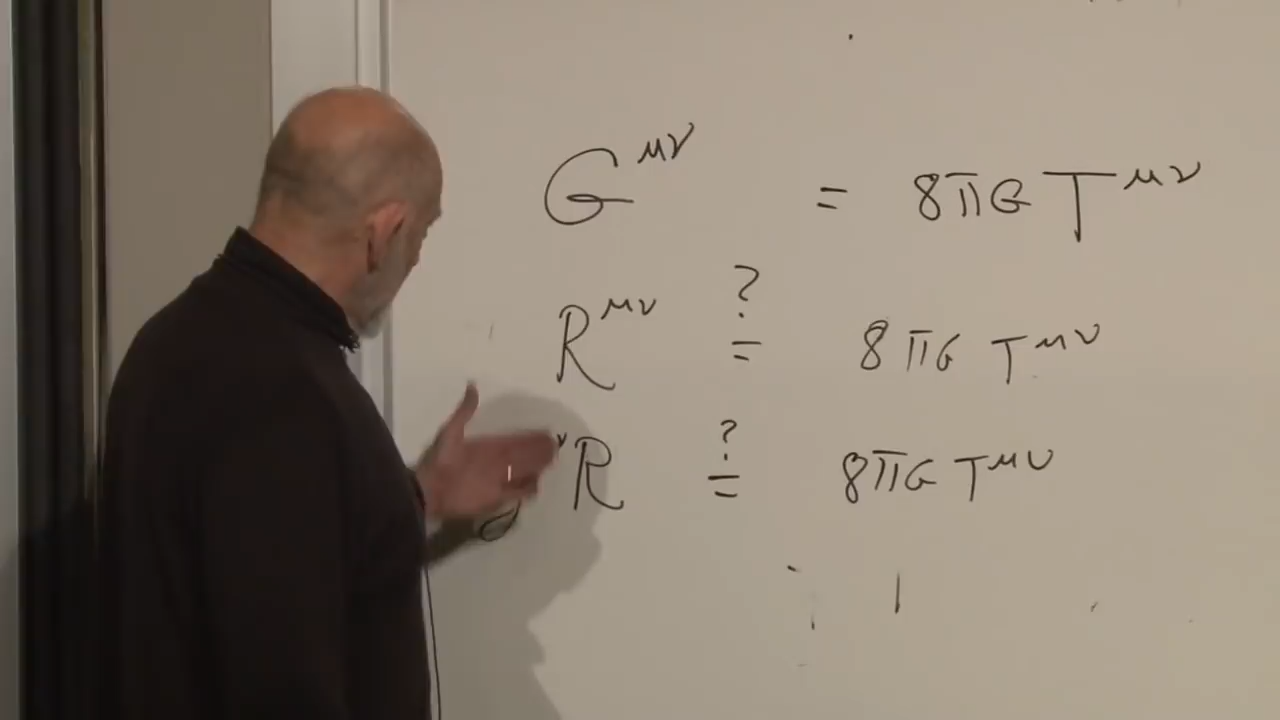 G^μν = 8πG T^μν
R^μν ?= 8πG T^μν
g^ν R ?= 8πG T^μν